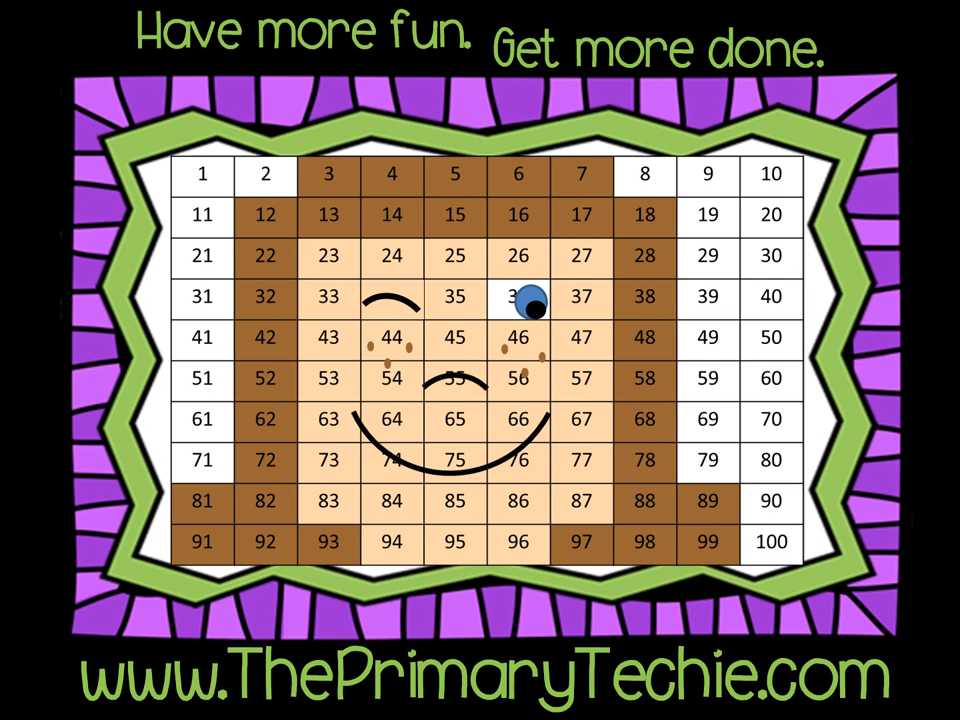 Have more fun. Get more done.
1 2 3 4 5 6 7 8 9 10
11 12 13 14 15 16 17 18 19 20
21 22 23 24 25 26 27 28 29 30
31 32 33 35 37 38 39 40
41 42 43 44 45 46 47 48 49 50
51 52 53 54 55 56 57 58 59 60
61 62 63 64 65 66 67 68 69 70
71 72 73 74 75 76 77 78 79 80
81 82 83 84 85 86 87 88 89 90
91 92 93 94 95 96 97 98 99 100
www.ThePrimaryTechie.com